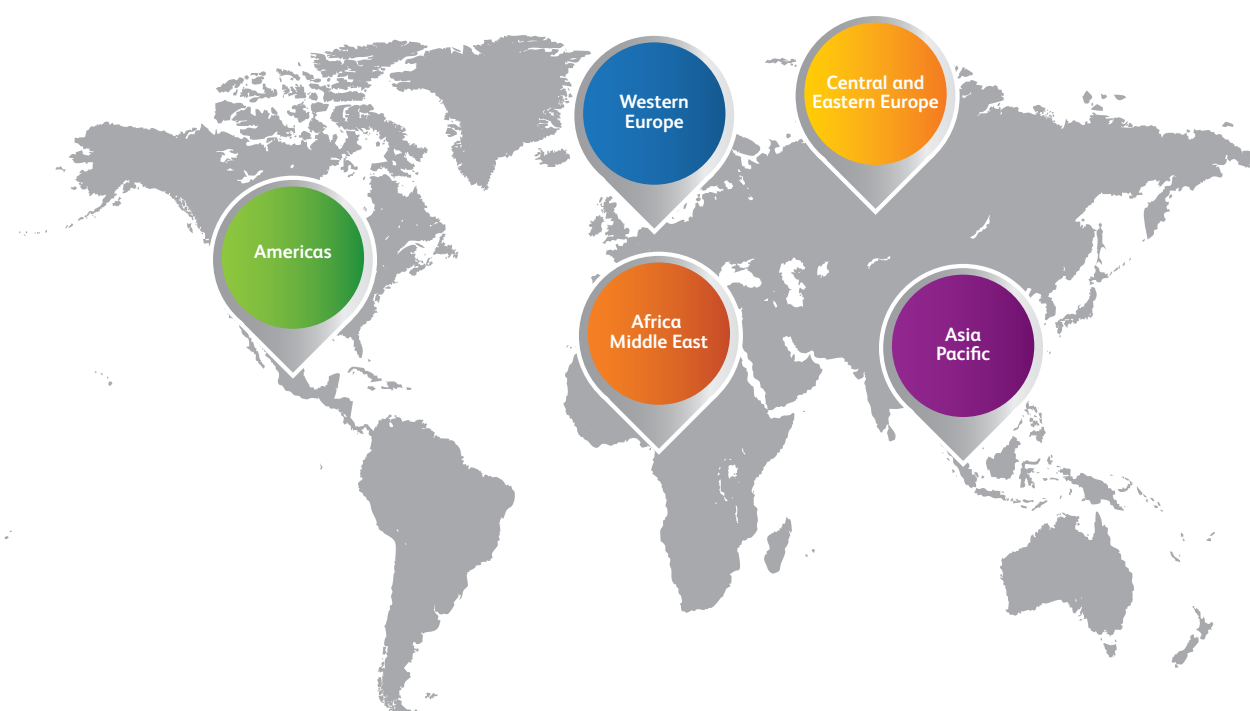 Western
Europe
Central and
Eastern Europe
Americas
Africa
Middle East
Asia
Pacific